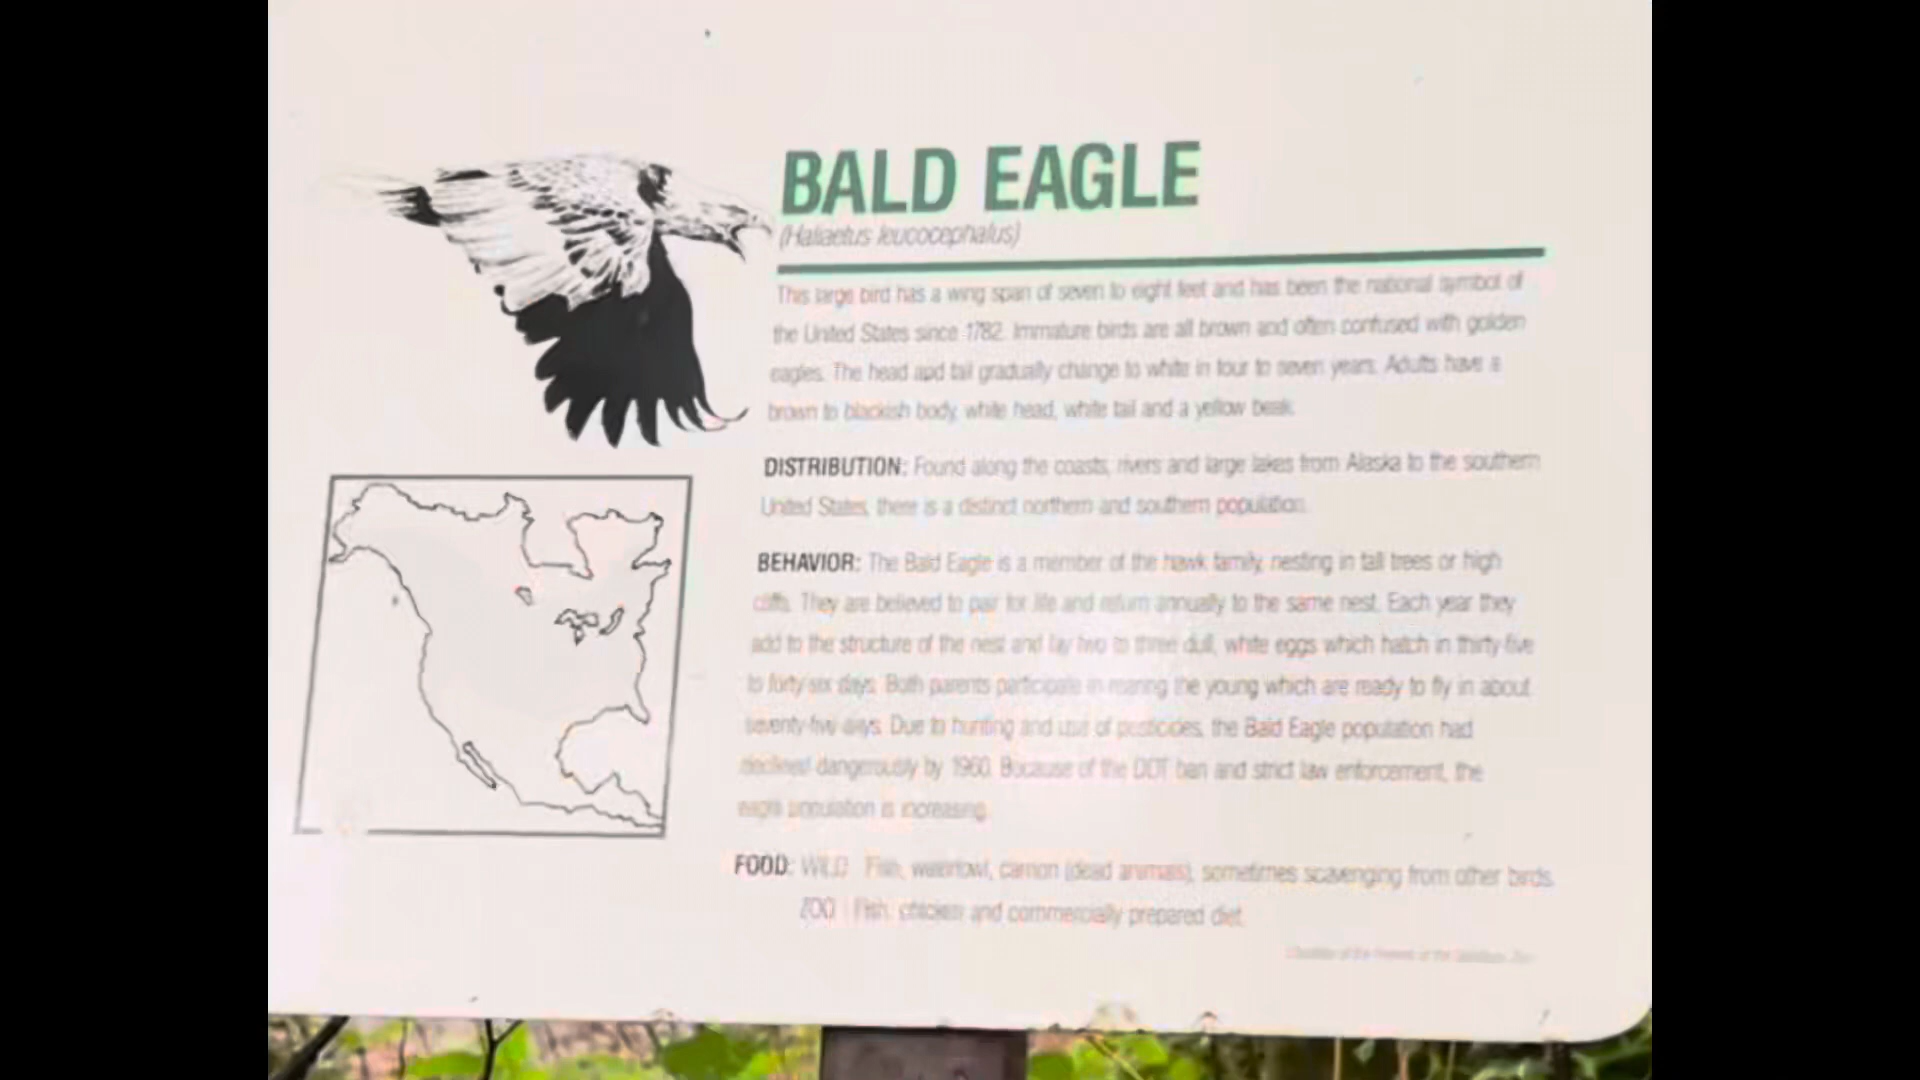 BALD EAGLE
(Haliaetus leucocephalus)
This large bird has a wing span of seven to eight feet and has been the national symbol of
the United States since 1782. Immature birds are all brown and often confused with golden
eagles. The head and tail gradually change to white in four to seven years. Adults have a
brown to blackish body, white head, white tail and a yellow beak.
DISTRIBUTION: Found along the coasts, rivers and large lakes from Alaska to the southern
United States, there is a distinct northern and southern population.
BEHAVIOR: The Bald Eagle is a member of the hawk family, nesting in tall trees or high
cliffs. They are believed to pair for life and return annually to the same nest. Each year they
add to the structure of the nest and lay two to three dull, white eggs which hatch in thirty-five
to forty-six days. Both parents participate in rearing the young which are ready to fly in about
seventy-five days. Due to hunting and use of pesticides, the Bald Eagle population had
declined dangerously by 1960. Because of the DDT ban and strict law enforcement, the
eagle population is increasing.
FOOD: WILD Fish, waterfowl, carrion (dead animals), sometimes scavenging from other birds.
ZOO Fish, chicken and commercially prepared diet.